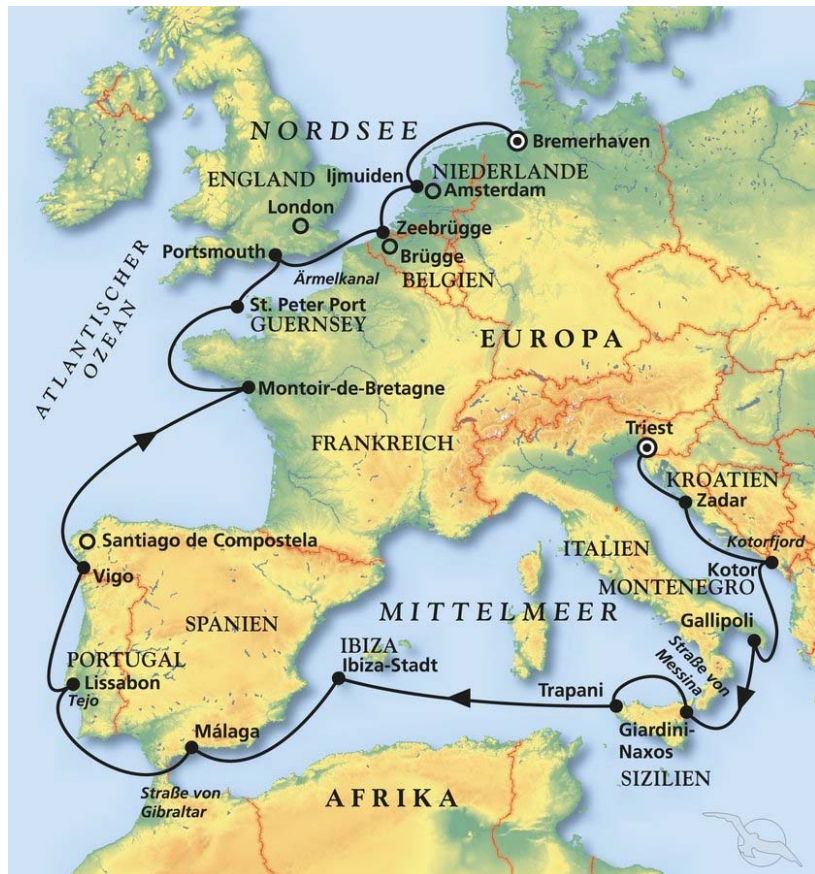 NORDSEE
Bremerhaven
ENGLAND
Ijmuiden
NIEDERLANDE
Amsterdam
London
Zeebrügge
Portsmouth
Brügge
Ärmelkanal
BELGIEN
St. Peter Port
GUERNSEY
ATLANTISCHER
OZEAN
EUROPA
Montoir-de-Bretagne
Triest
FRANKREICH
KROATIEN
Zadar
Santiago de Compostela
Kotorfjord
ITALIEN
Kotor
Vigo
MONTENEGRO
MITTELMEER
SPANIEN
Gallipoli
IBIZA
Ibiza-Stadt
Straße von
Messina
PORTUGAL
Lissabon
Tejo
Trapani
Málaga
Giardini-
Naxos
SIZILIEN
Straße von
Gibraltar
AFRIKA